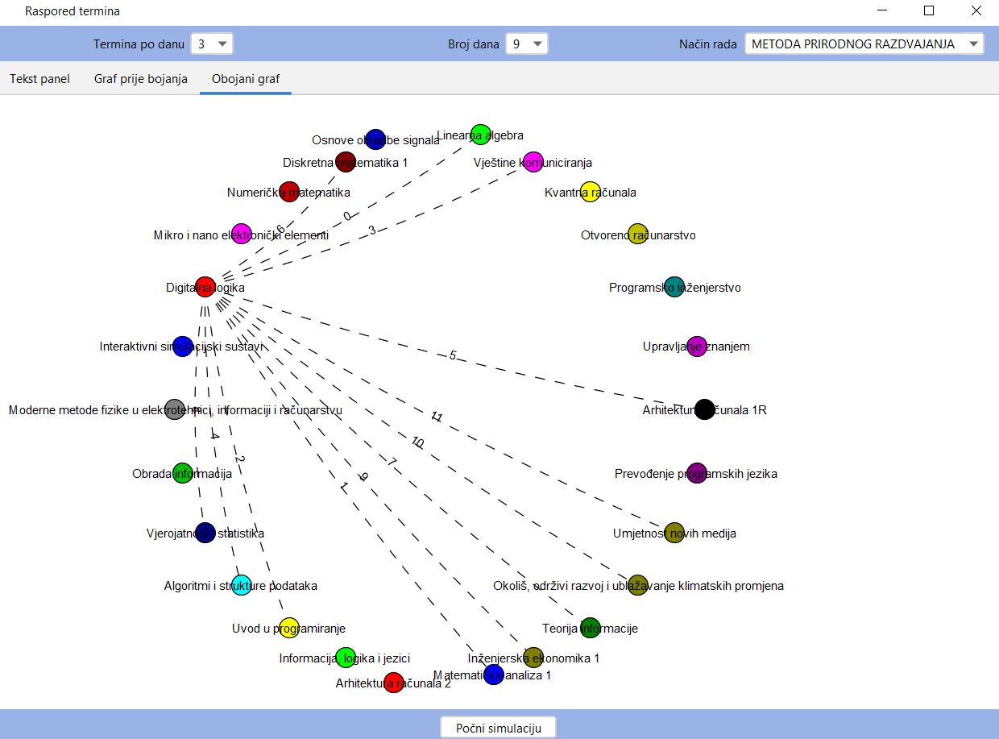 Raspored termina
Termina po danu 3 Broj dana 9 Način rada METODA PRIRODNOG RAZDVAJANJA
Tekst panel Graf prije bojanja Obojani graf
Linearna algebra
Osnove obradbe signala
Diskretna matematika 1
Vještine komuniciranja
Numerička matematika
Kvantna računala
0
6
3
Mikro i nano elektronički elementi
Otvoreno računarstvo
Digitalna logika
Programsko inženjerstvo
Interaktivni simulacijski sustavi
Upravljanje znanjem
5
Moderne metode fizike u elektrotehnici, informaciji i računarstvu
Arhitektura računala 1R
8
11
4
10
2
7
Obrada informacija
Prevođenje programskih jezika
9
1
Vjerojatnost i statistika
Umjetnost novih medija
Algoritmi i strukture podataka
Okoliš, održivi razvoj i ublažavanje klimatskih promjena
Uvod u programiranje
Teorija informacije
Informacija, logika i jezici
Inženjerska ekonomika 1
Matematička analiza 1
Arhitektura računala 2
Počni simulaciju